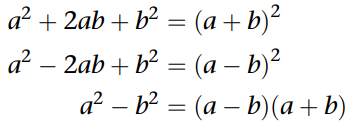 a² + 2ab + b² = (a + b)²
a² − 2ab + b² = (a − b)²
a² − b² = (a − b)(a + b)